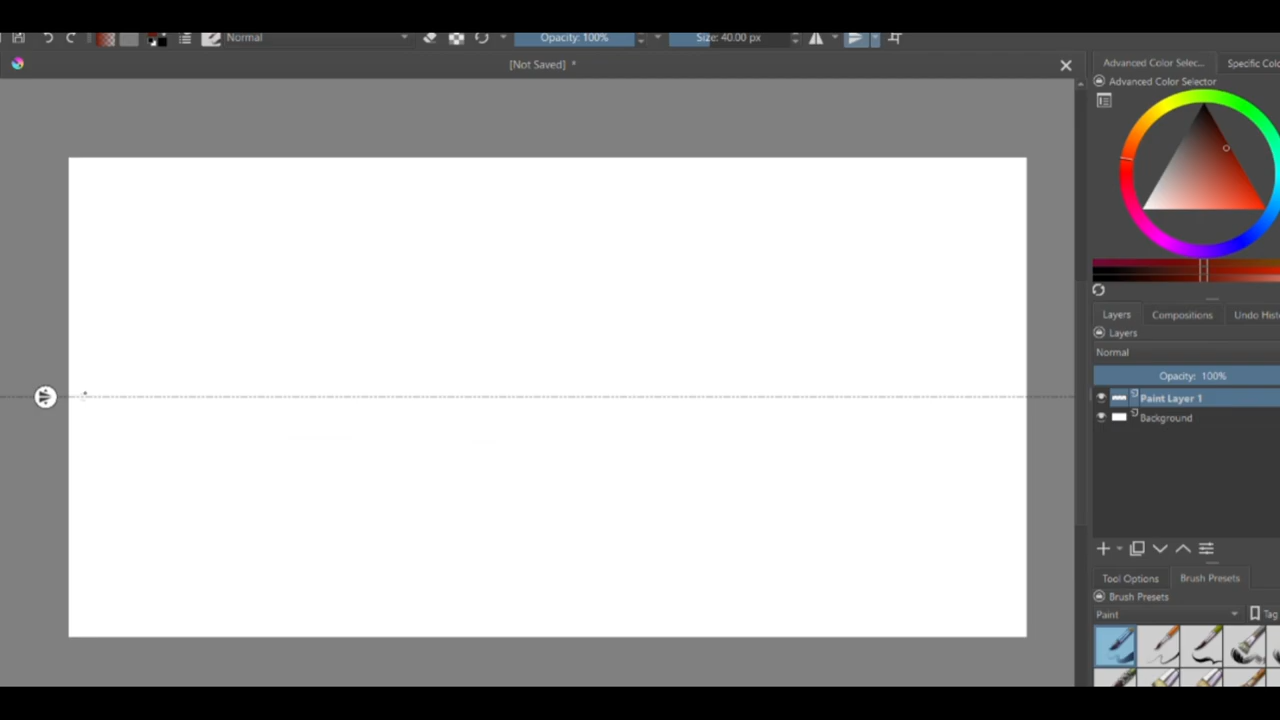 Normal Opacity: 100% Size: 40.00 px
[Not Saved] *
Advanced Color Selec... Specific Colo
Advanced Color Selector
Layers Compositions Undo Hist
Layers
Normal
Opacity: 100%
Paint Layer 1
Background
Tool Options Brush Presets
Brush Presets
Paint Tag